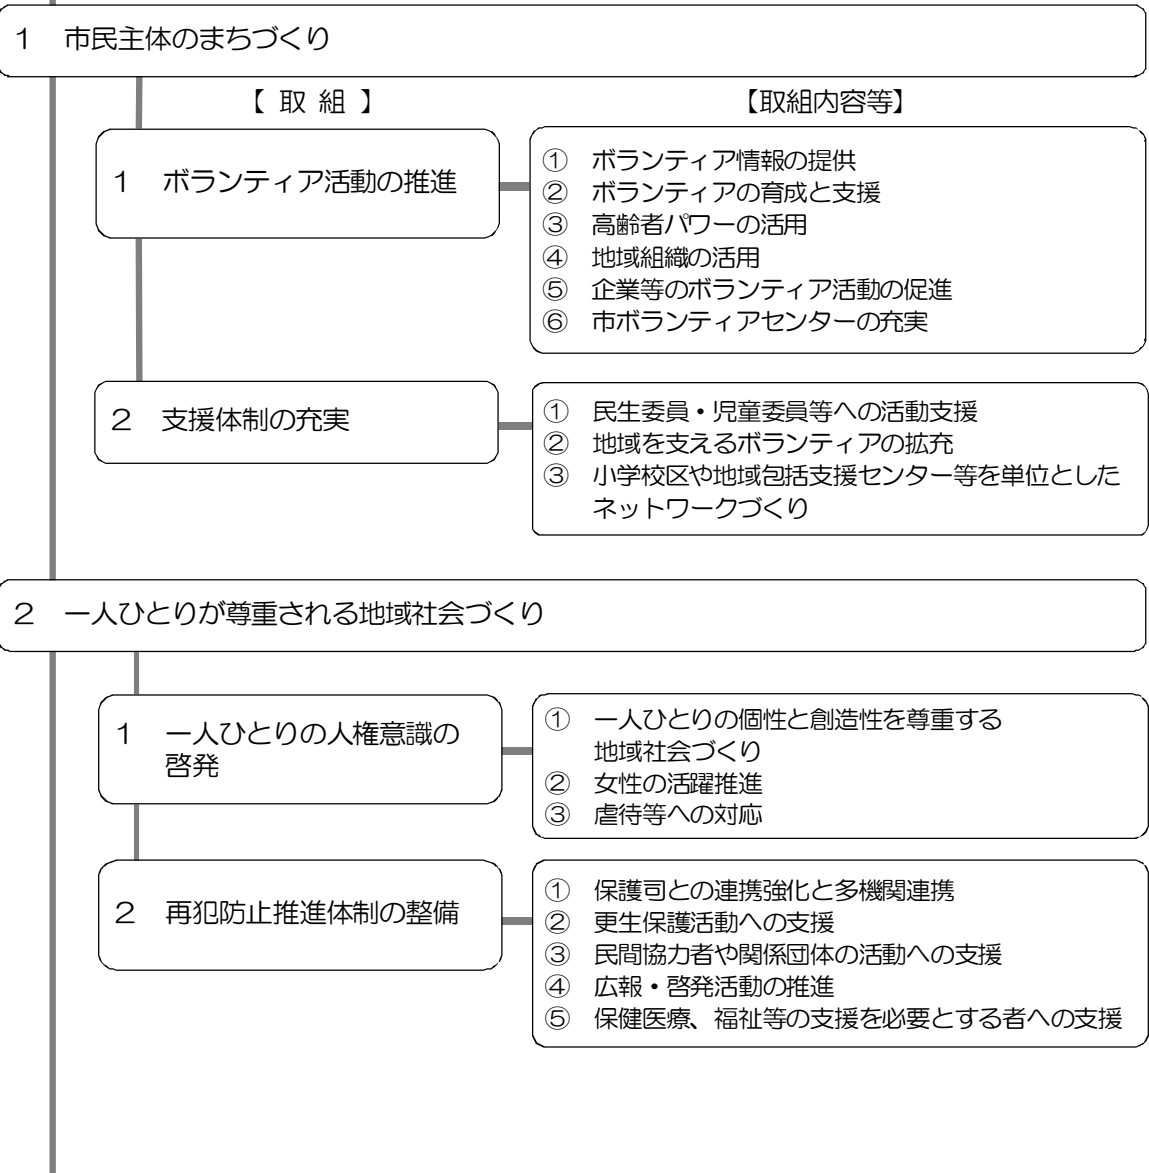 1 市民主体のまちづくり
【 取 組 】 【取組内容等】
1 ボランティア活動の推進
① ボランティア情報の提供
② ボランティアの育成と支援
③ 高齢者パワーの活用
④ 地域組織の活用
⑤ 企業等のボランティア活動の促進
⑥ 市ボランティアセンターの充実
2 支援体制の充実
① 民生委員・児童委員等への活動支援
② 地域を支えるボランティアの拡充
③ 小学校区や地域包括支援センター等を単位とした
ネットワークづくり
2 一人ひとりが尊重される地域社会づくり
1 一人ひとりの人権意識の
啓発
① 一人ひとりの個性と創造性を尊重する
地域社会づくり
② 女性の活躍推進
③ 虐待等への対応
2 再犯防止推進体制の整備
① 保護司との連携強化と多機関連携
② 更生保護活動への支援
③ 民間協力者や関係団体の活動への支援
④ 広報・啓発活動の推進
⑤ 保健医療、福祉等の支援を必要とする者への支援